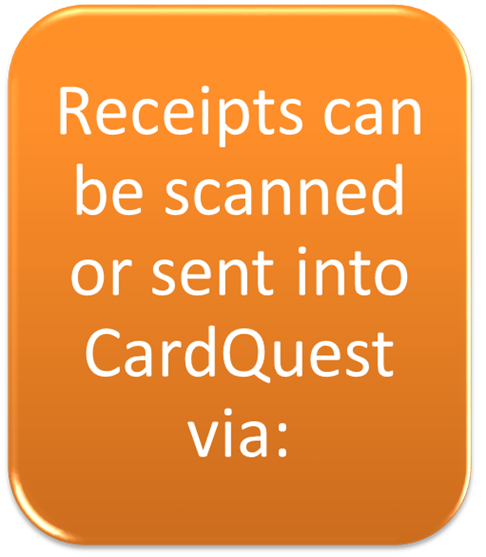 Receipts can
be scanned
or sent into
CardQuest
via: